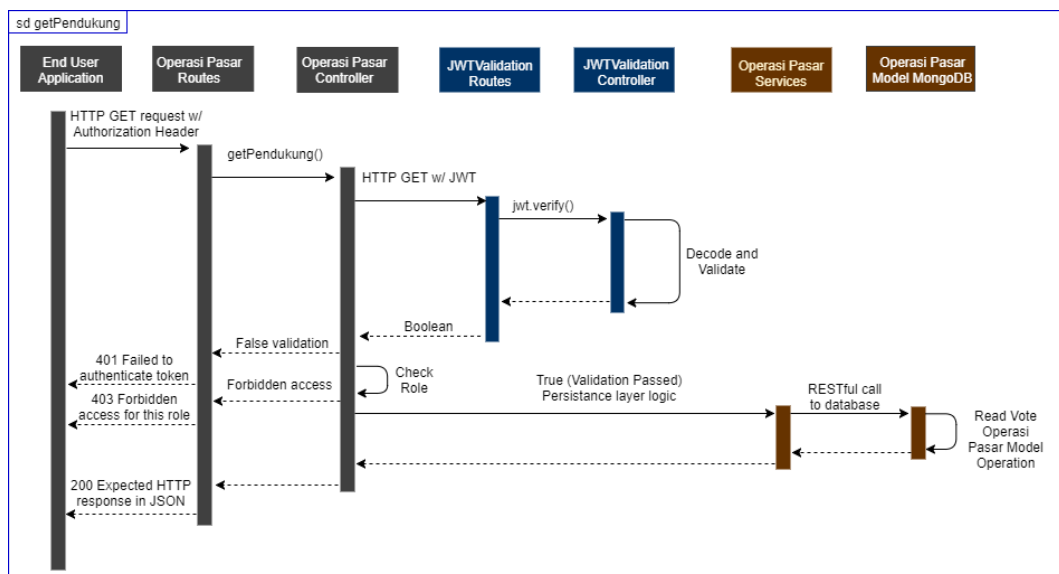 sd getPendukung
End User
Application
Operasi Pasar
Routes
Operasi Pasar
Controller
JWTValidation
Routes
JWTValidation
Controller
Operasi Pasar
Services
Operasi Pasar
Model MongoDB
HTTP GET request w/
Authorization Header
getPendukung()
HTTP GET w/ JWT
jwt.verify()
Decode and
Validate
Boolean
False validation
401 Failed to
authenticate token
Check
Role
Forbidden access
403 Forbidden
access for this role
True (Validation Passed)
Persistance layer logic
RESTful call
to database
Read Vote
Operasi
Pasar Model
Operation
200 Expected HTTP
response in JSON